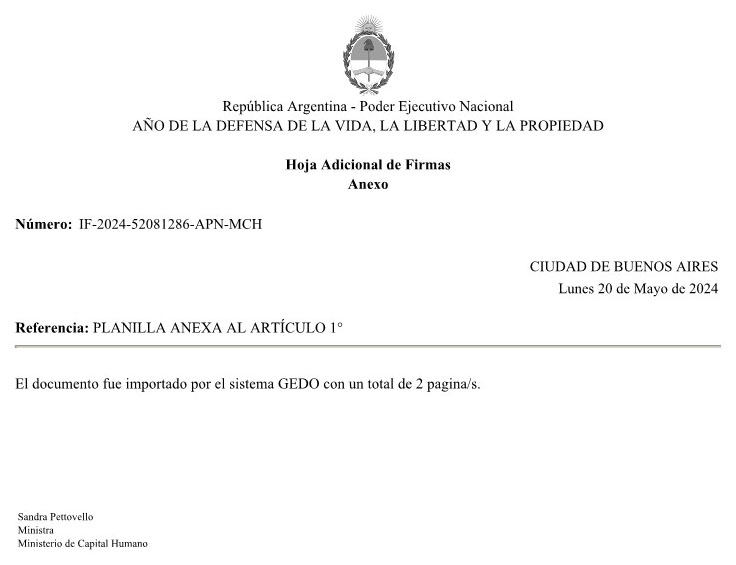 República Argentina - Poder Ejecutivo Nacional
AÑO DE LA DEFENSA DE LA VIDA, LA LIBERTAD Y LA PROPIEDAD
Hoja Adicional de Firmas
Anexo
Número: IF-2024-52081286-APN-MCH
CIUDAD DE BUENOS AIRES
Lunes 20 de Mayo de 2024
Referencia: PLANILLA ANEXA AL ARTÍCULO 1°
El documento fue importado por el sistema GEDO con un total de 2 pagina/s.
Sandra Pettovello
Ministra
Ministerio de Capital Humano